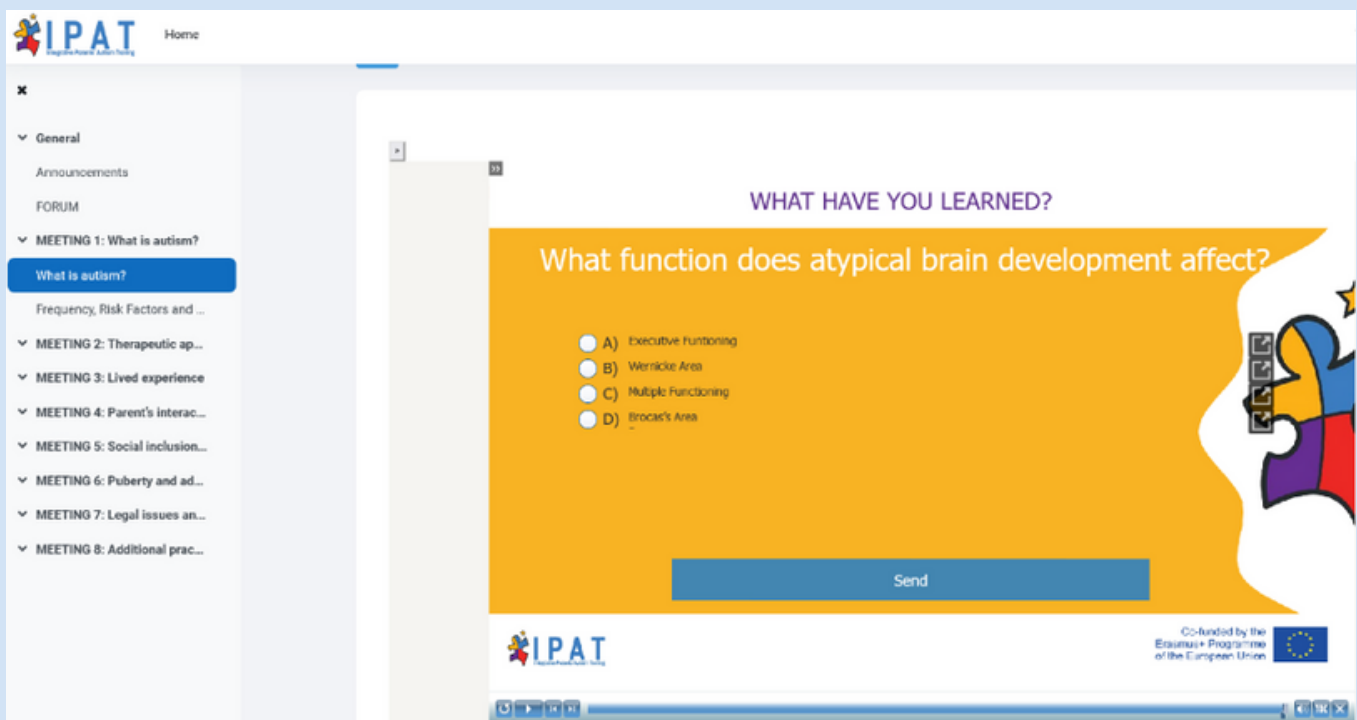 IPAT
Home
General
Announcements
FORUM
MEETING 1: What is autism?
What is autism?
Frequency, Risk Factors and ...
MEETING 2: Therapeutic ap...
MEETING 3: Lived experience
MEETING 4: Parent's interac...
MEETING 5: Social inclusion...
MEETING 6: Puberty and ad...
MEETING 7: Legal issues an...
MEETING 8: Additional prac...
WHAT HAVE YOU LEARNED?
What function does atypical brain development affect?
A) Executive Funtioning
B) Wernicke Area
C) Multiple Functioning
D) Brocas's Area
Send
IPAT
Co-funded by the
Erasmus+ Programme
of the European Union